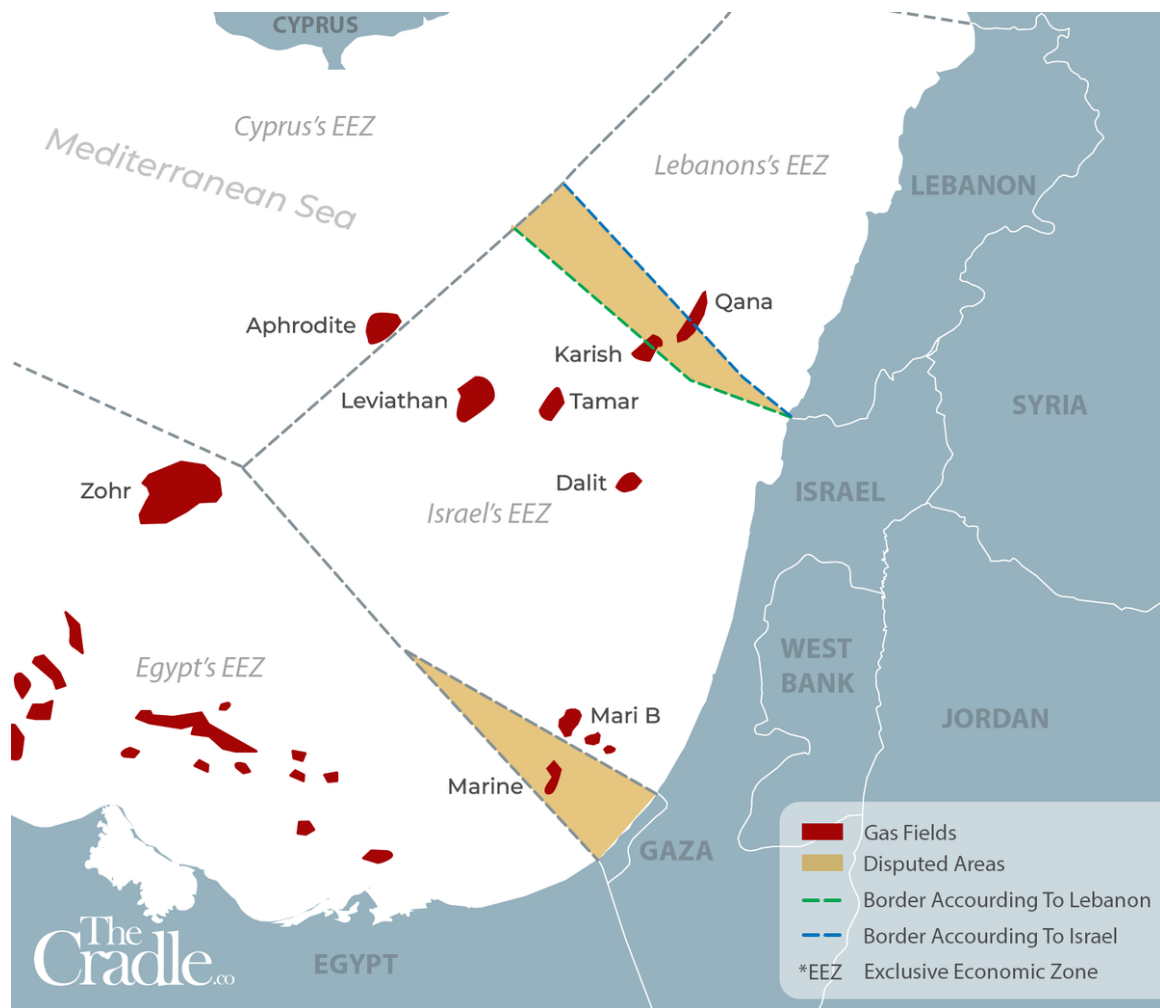 CYPRUS
Cyprus's EEZ
Mediterranean Sea
Lebanons's EEZ
LEBANON
Qana
Aphrodite
Karish
Leviathan
Tamar
SYRIA
Zohr
Dalit
ISRAEL
Israel's EEZ
WEST
BANK
Egypt's EEZ
Mari B
JORDAN
Marine
GAZA
Gas Fields
Disputed Areas
Border Accourding To Lebanon
Border Accourding To Israel
*EEZ Exclusive Economic Zone
The
Cradle.co
EGYPT